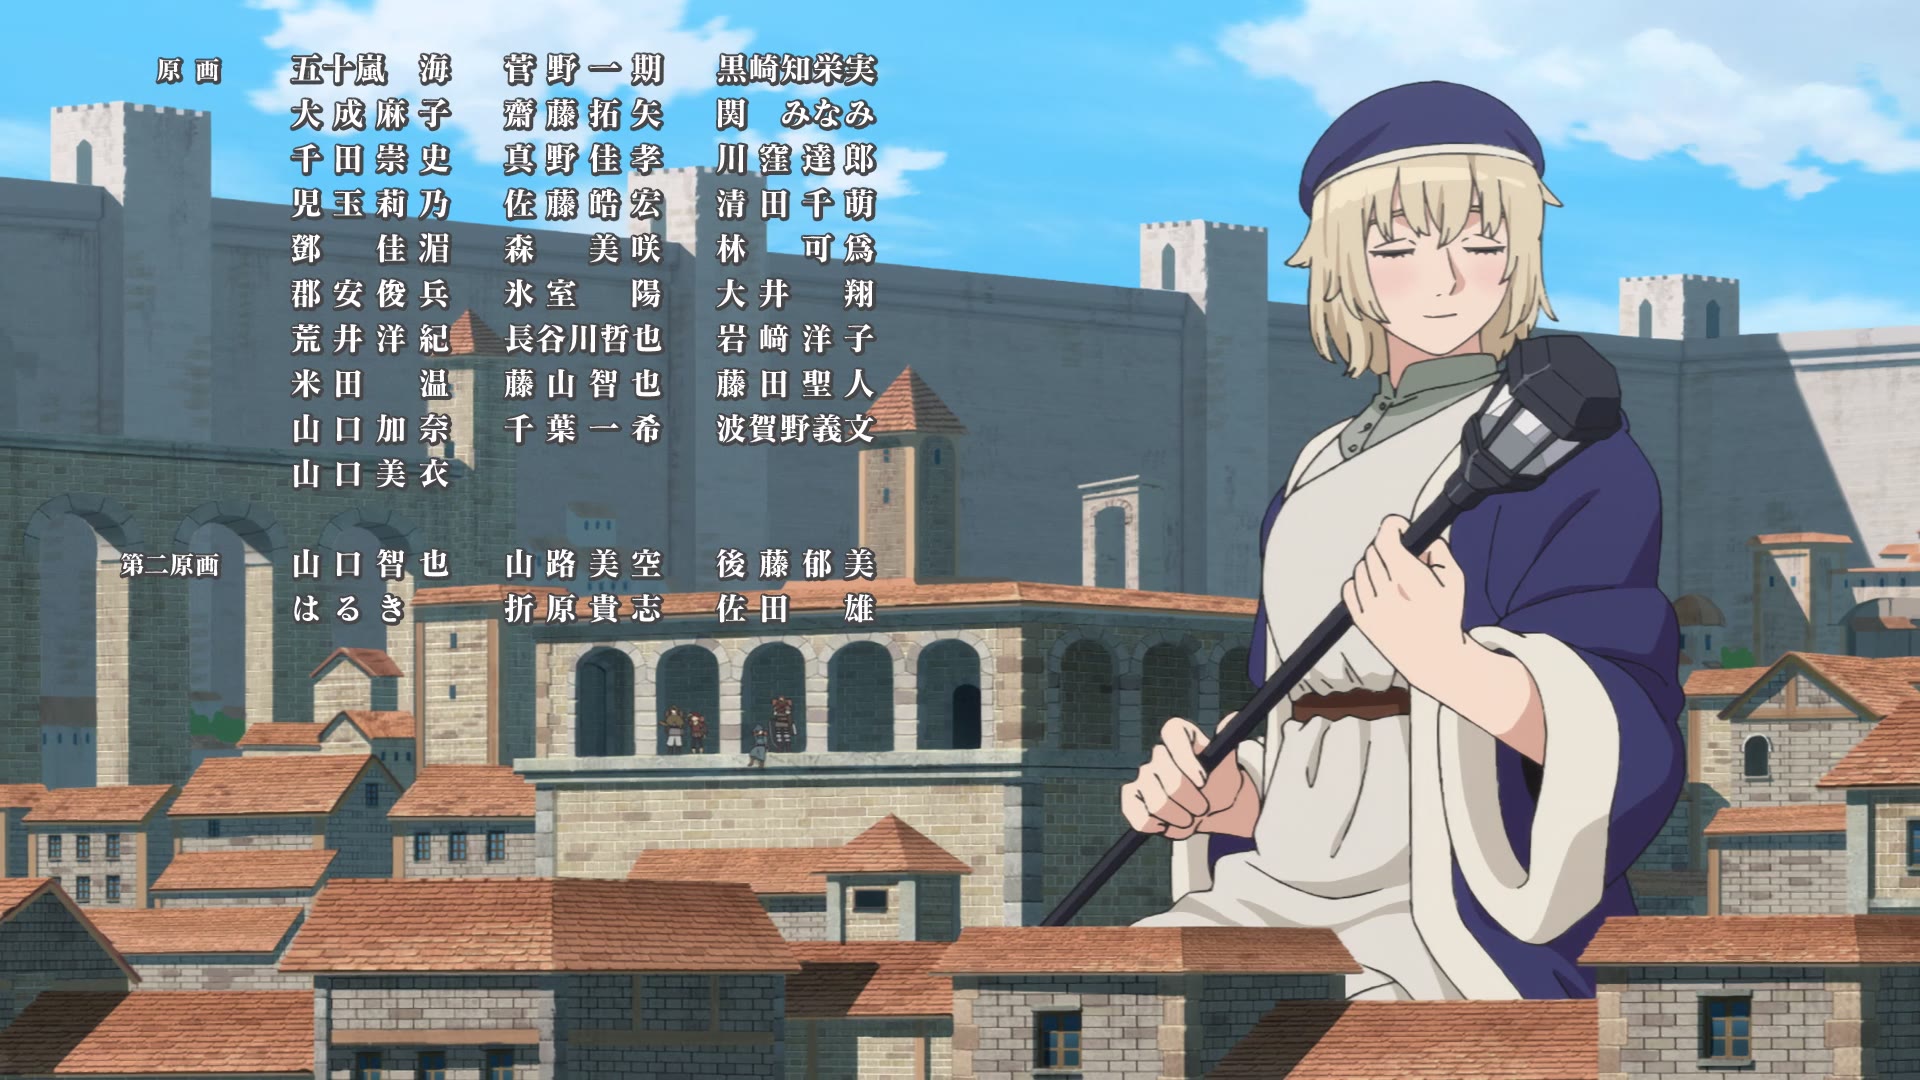 原画 五十嵐 海 菅野一期 黒崎知栄実
大成麻子 齋藤拓矢 関 みなみ
千田崇史 真野佳孝 川窪達郎
児玉莉乃 佐藤皓宏 清田千萌
鄧 佳湄 森 美咲 林 可爲
郡安俊兵 氷室 陽 大井 翔
荒井洋紀 長谷川哲也 岩﨑洋子
米田 温 藤山智也 藤田聖人
山口加奈 千葉一希 波賀野義文
山口美衣
第二原画 山口智也 山路美空 後藤郁美
はるき 折原貴志 佐田 雄